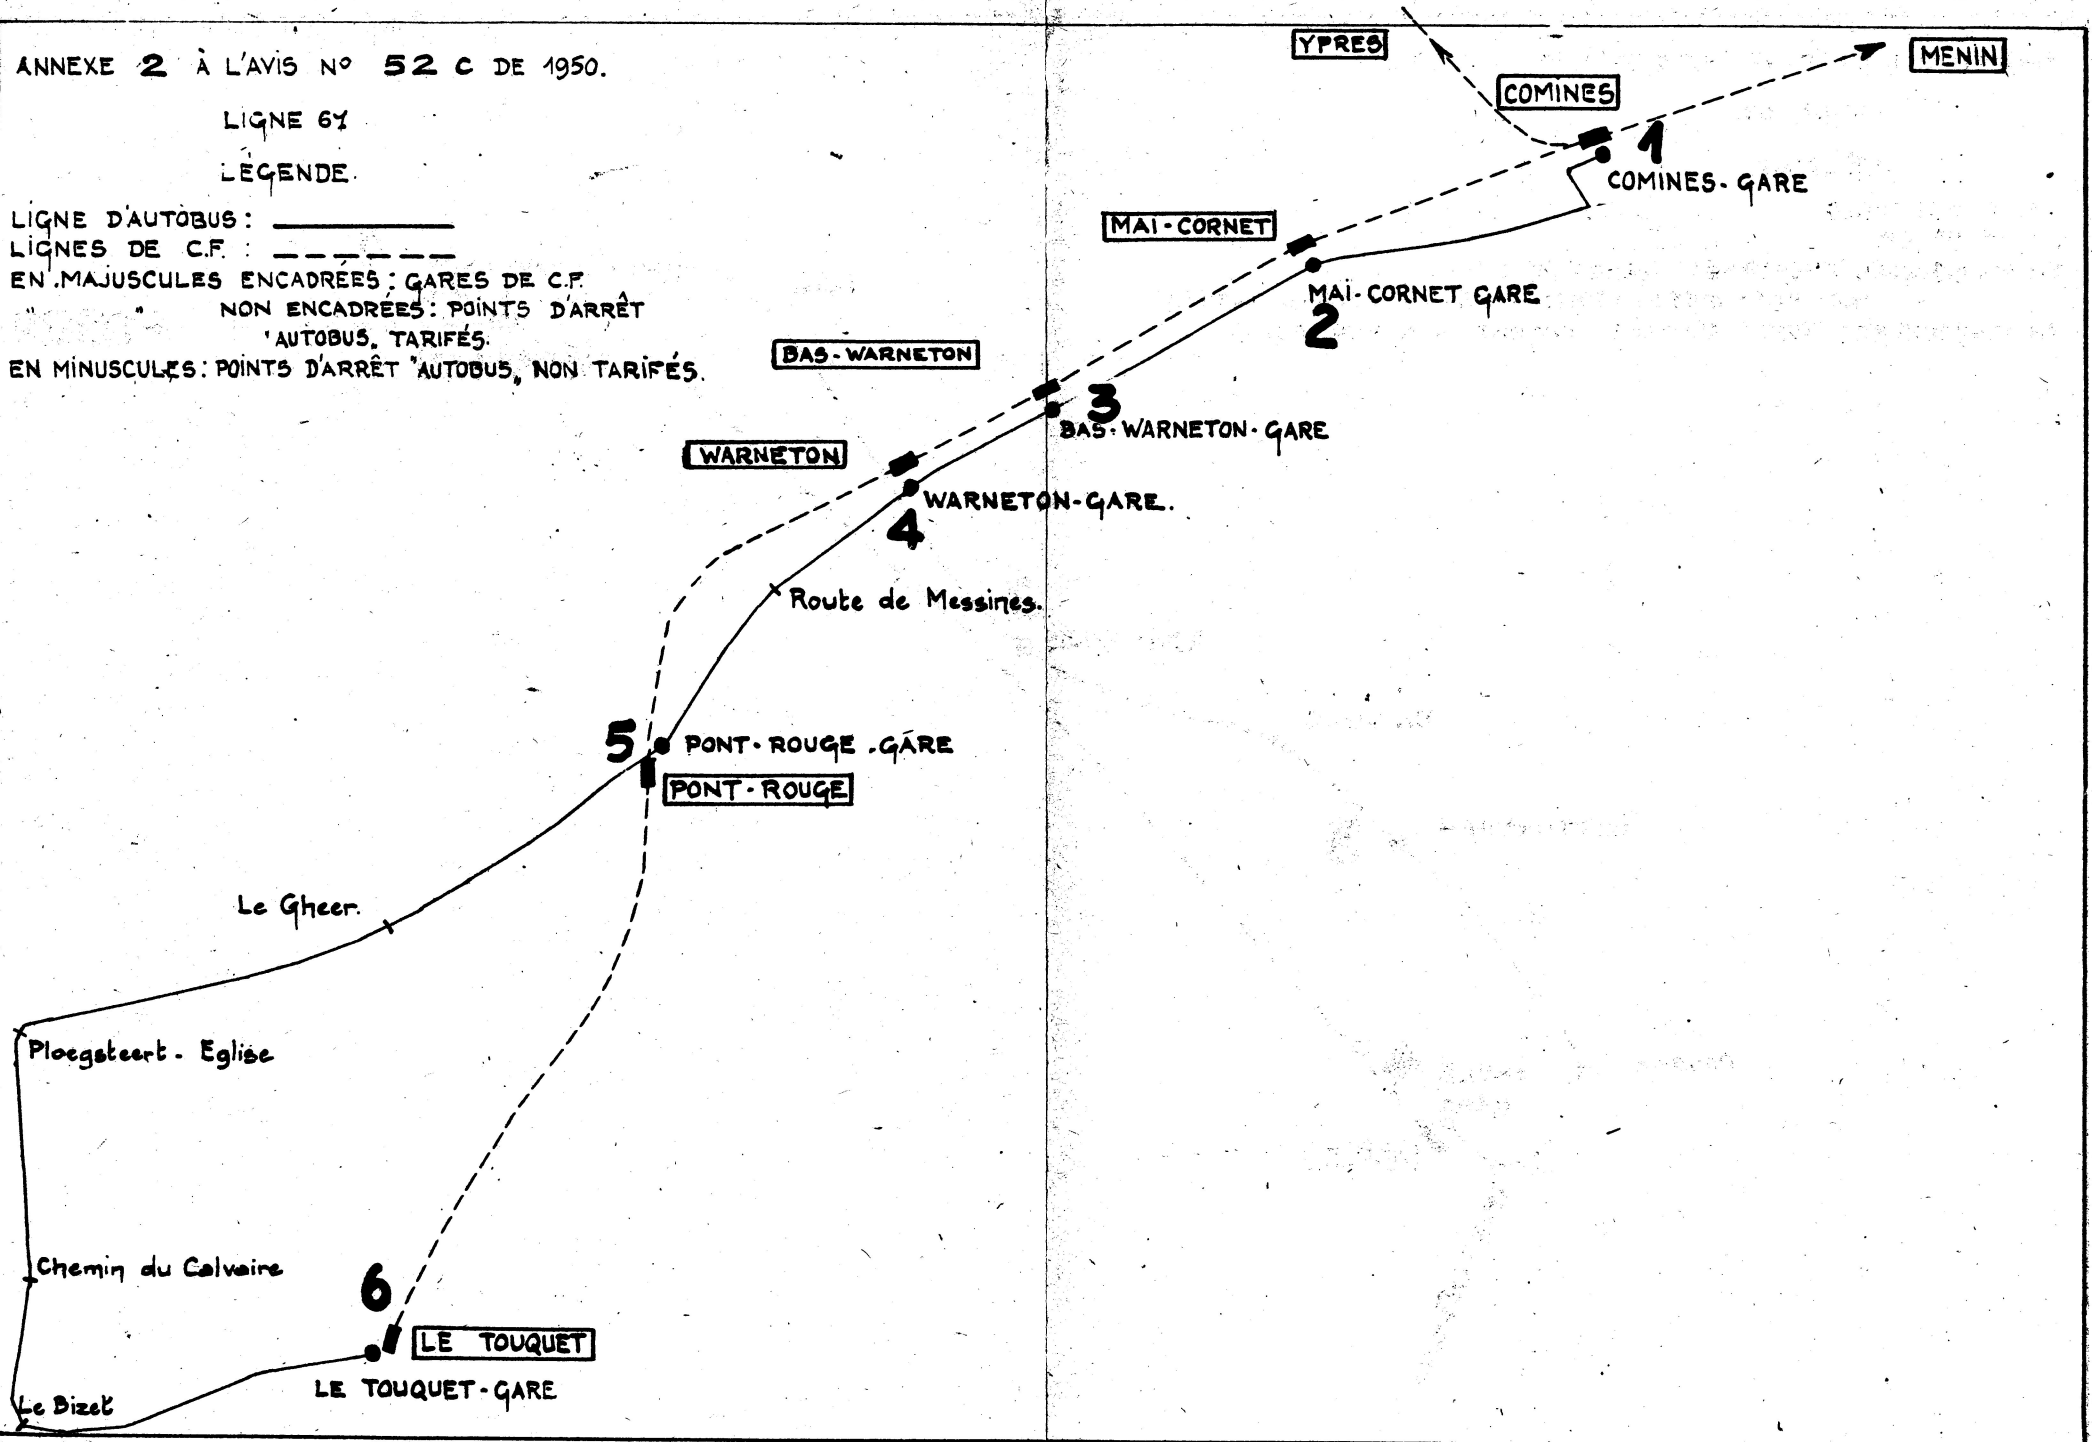 ANNEXE 2 À L'AVIS Nº 52 C DE 1950.
LIGNE 67
LÉGENDE.
LIGNE D'AUTOBUS :
LIGNES DE C.F. :
EN MAJUSCULES ENCADRÉES : GARES DE C.F.
" " NON ENCADRÉES : POINTS D'ARRÊT
"AUTOBUS" TARIFÉS.
EN MINUSCULES : POINTS D'ARRÊT "AUTOBUS" NON TARIFÉS.
YPRES
MENIN
COMINES
1
COMINES - GARE
MAI - CORNET
MAI - CORNET GARE
2
BAS - WARNETON
3
BAS - WARNETON - GARE
WARNETON
WARNETON - GARE.
4
Route de Messines.
5
PONT - ROUGE - GARE
PONT - ROUGE
Le Gheer.
Ploegsteert - Eglise
Chemin du Calvaire
6
LE TOUQUET
LE TOUQUET - GARE
Le Bizet